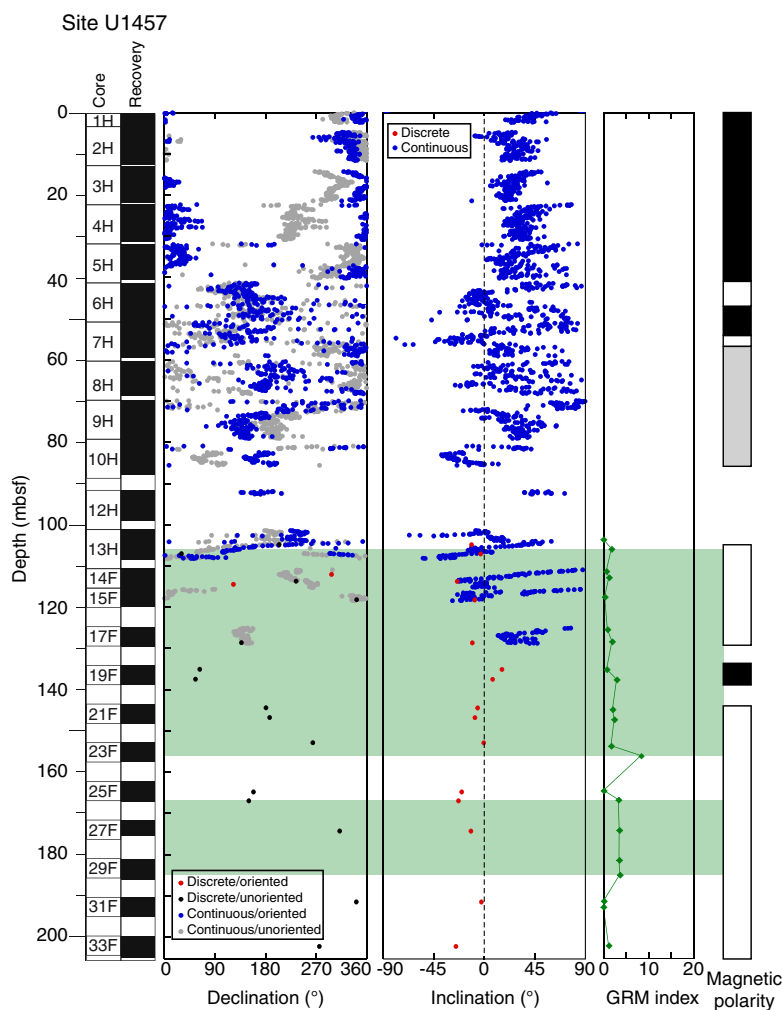 Site U1457
Core
Recovery
Depth (mbsf)
0
20
40
60
80
100
120
140
160
180
200
1H
2H
3H
4H
5H
6H
7H
8H
9H
10H
12H
13H
14F
15F
17F
19F
21F
23F
25F
27F
29F
31F
33F
Discrete/oriented
Discrete/unoriented
Continuous/oriented
Continuous/unoriented
0 90 180 270 360
Declination (°)
Discrete
Continuous
-90 -45 0 45 90
Inclination (°)
0 10 20
GRM index
Magnetic
polarity